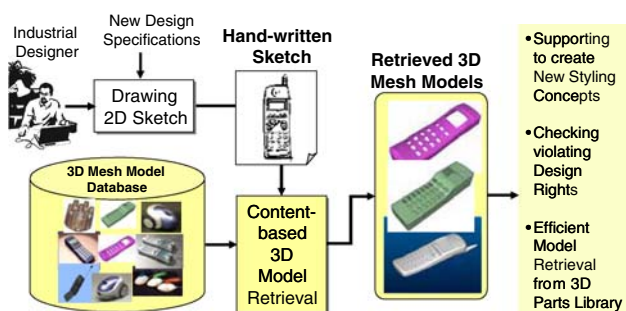 Industrial
Designer
New Design
Specifications
Hand-written
Sketch
Drawing
2D Sketch
Retrieved 3D
Mesh Models
3D Mesh Model
Database
Content-
based
3D
Model
Retrieval
•Supporting
to create
New Styling
Concepts
•Checking
violating
Design
Rights
•Efficient
Model
Retrieval
from 3D
Parts Library